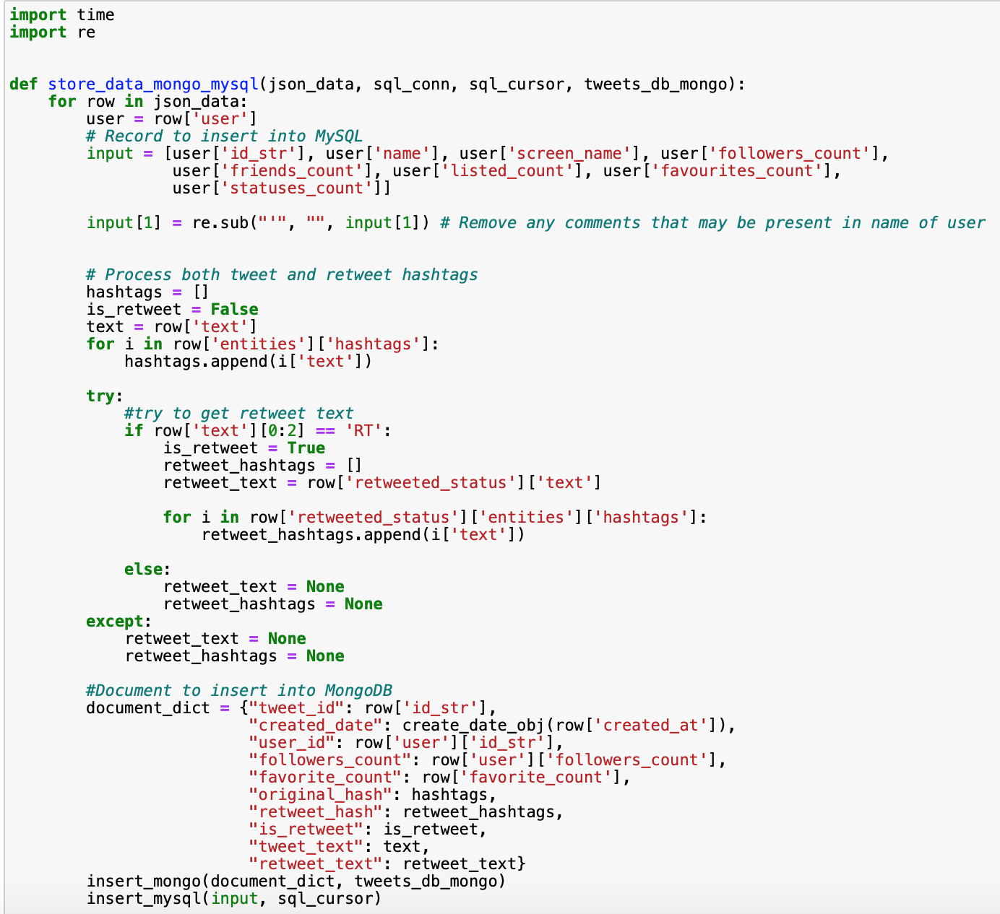 import time
import re
def store_data_mongo_mysql(json_data, sql_conn, sql_cursor, tweets_db_mongo):
    for row in json_data:
        user = row['user']
        # Record to insert into MySQL
        input = [user['id_str'], user['name'], user['screen_name'], user['followers_count'],
                 user['friends_count'], user['listed_count'], user['favourites_count'],
                 user['statuses_count']]
        input[1] = re.sub("'", "", input[1]) # Remove any comments that may be present in name of user
        # Process both tweet and retweet hashtags
        hashtags = []
        is_retweet = False
        text = row['text']
        for i in row['entities']['hashtags']:
            hashtags.append(i['text'])
        try:
            #try to get retweet text
            if row['text'][0:2] == 'RT':
                is_retweet = True
                retweet_hashtags = []
                retweet_text = row['retweeted_status']['text']
                for i in row['retweeted_status']['entities']['hashtags']:
                    retweet_hashtags.append(i['text'])
            else:
                retweet_text = None
                retweet_hashtags = None
        except:
            retweet_text = None
            retweet_hashtags = None
        #Document to insert into MongoDB
        document_dict = {"tweet_id": row['id_str'],
                         "created_date": create_date_obj(row['created_at']),
                         "user_id": row['user']['id_str'],
                         "followers_count": row['user']['followers_count'],
                         "favorite_count": row['favorite_count'],
                         "original_hash": hashtags,
                         "retweet_hash": retweet_hashtags,
                         "is_retweet": is_retweet,
                         "tweet_text": text,
                         "retweet_text": retweet_text}
        insert_mongo(document_dict, tweets_db_mongo)
        insert_mysql(input, sql_cursor)